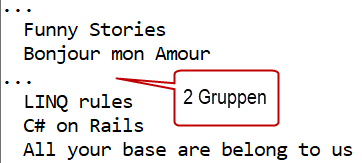 ...
Funny Stories
Bonjour mon Amour
...
2 Gruppen
LINQ rules
C# on Rails
All your base are belong to us